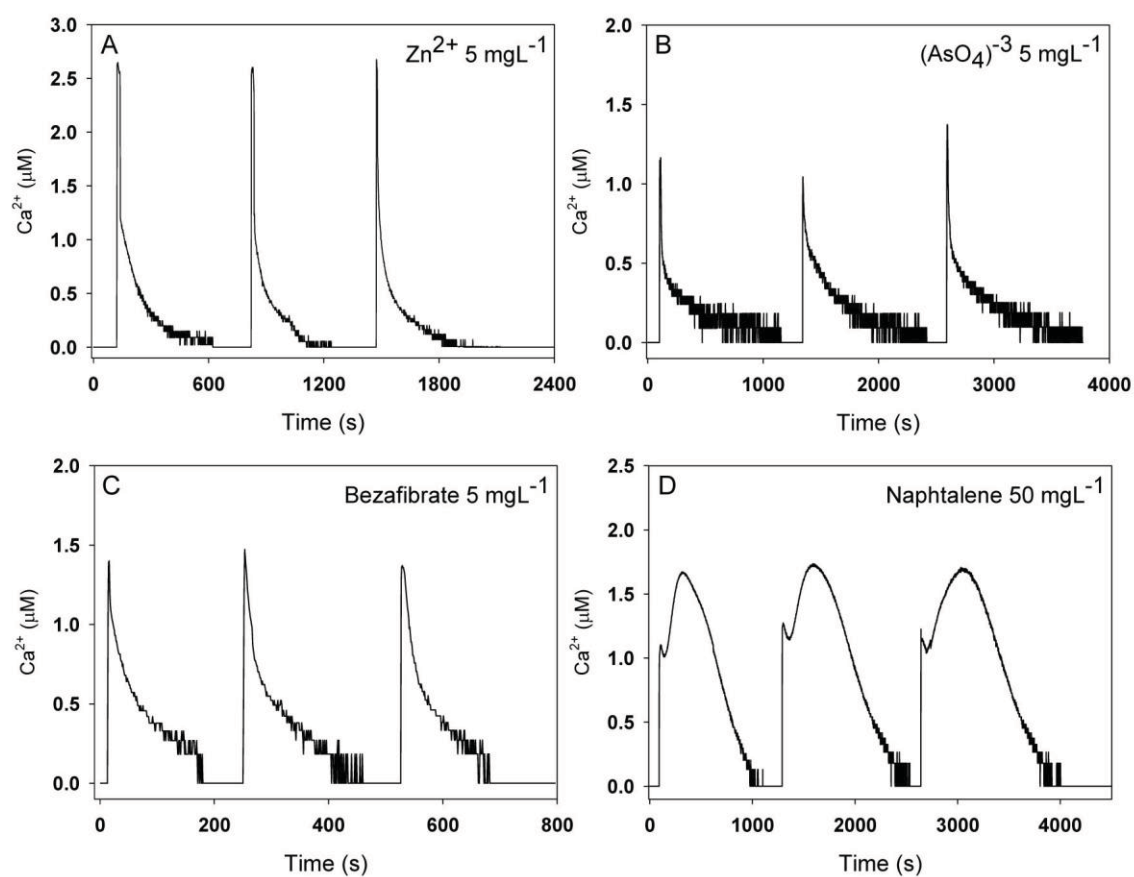 A
Zn²⁺ 5 mgL⁻¹
3.0
2.5
2.0
1.5
1.0
0.5
0.0
Ca²⁺ (µM)
0 600 1200 1800 2400
Time (s)
B
(AsO₄)⁻³ 5 mgL⁻¹
2.0
1.5
1.0
0.5
0.0
Ca²⁺ (µM)
0 1000 2000 3000 4000
Time (s)
C
Bezafibrate 5 mgL⁻¹
2.0
1.5
1.0
0.5
0.0
Ca²⁺ (µM)
0 200 400 600 800
Time (s)
D
Naphtalene 50 mgL⁻¹
2.5
2.0
1.5
1.0
0.5
0.0
Ca²⁺ (µM)
0 1000 2000 3000 4000
Time (s)